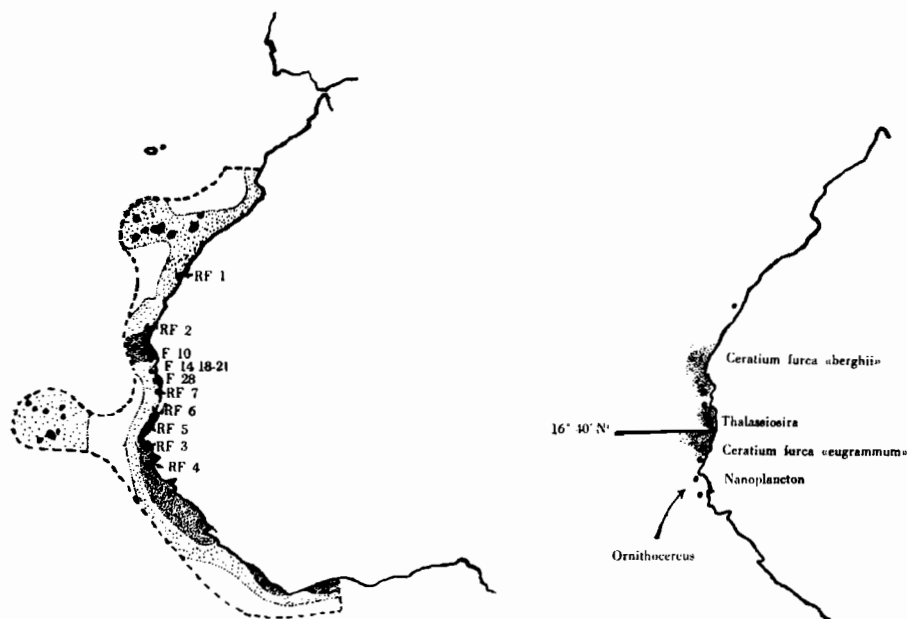 RF 1
RF 2
F 10
F 14 18-21
F 28
RF 7
RF 6
RF 5
RF 3
RF 4
Ceratium furca «berghii»
16° 40' N
Thalassiosira
Ceratium furca «eugrammum»
Nanoplancton
Ornithocereus